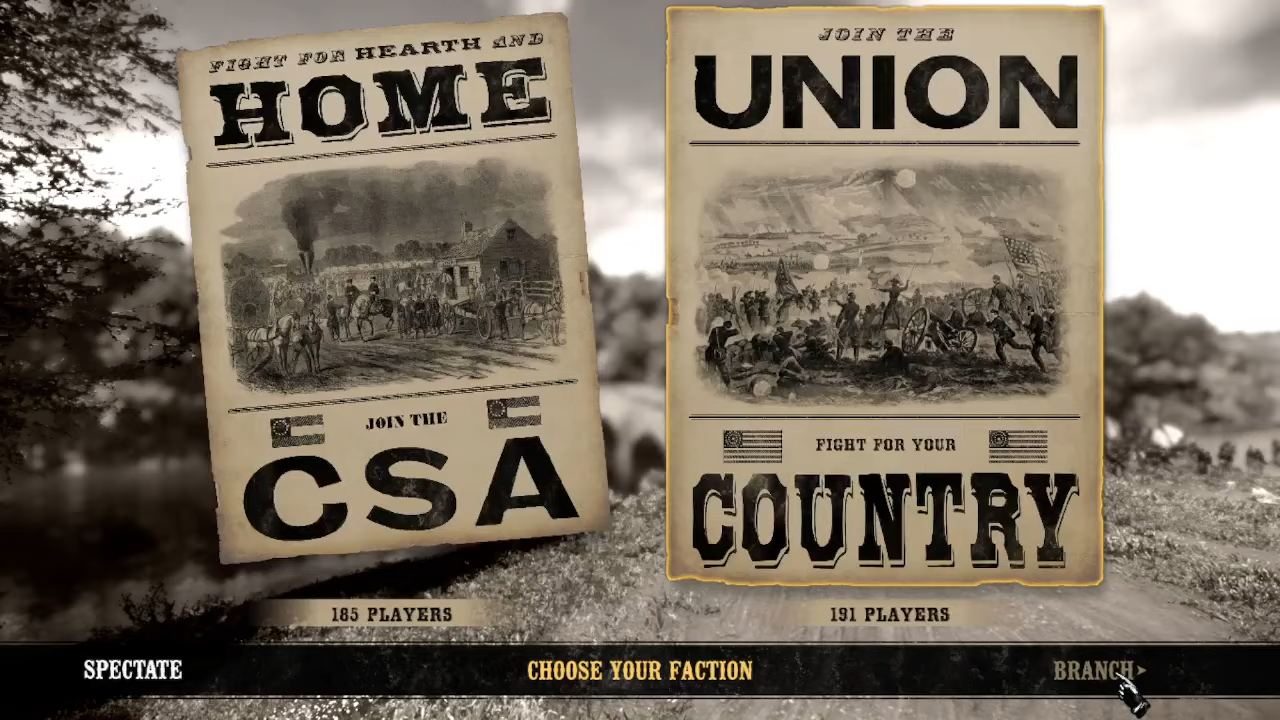 FIGHT FOR HEARTH AND
HOME
JOIN THE
CSA
185 PLAYERS
JOIN THE
UNION
FIGHT FOR YOUR
COUNTRY
191 PLAYERS
SPECTATE
CHOOSE YOUR FACTION
BRANCH